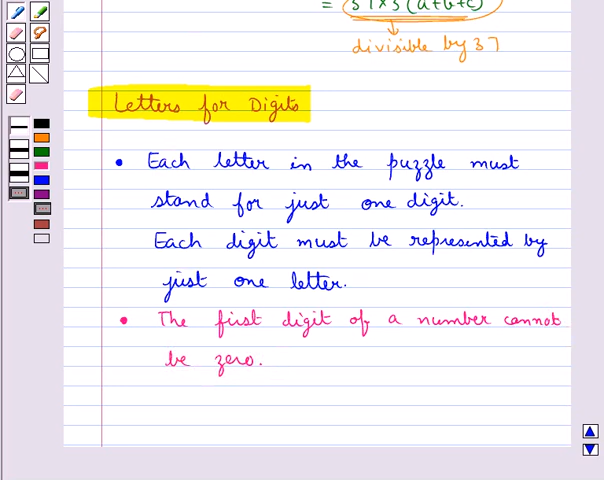 = 37×3 (a+b+c)
divisible by 37
Letters for Digits
• Each letter in the puzzle must
stand for just one digit.
Each digit must be represented by
just one letter.
• The first digit of a number cannot
be zero.